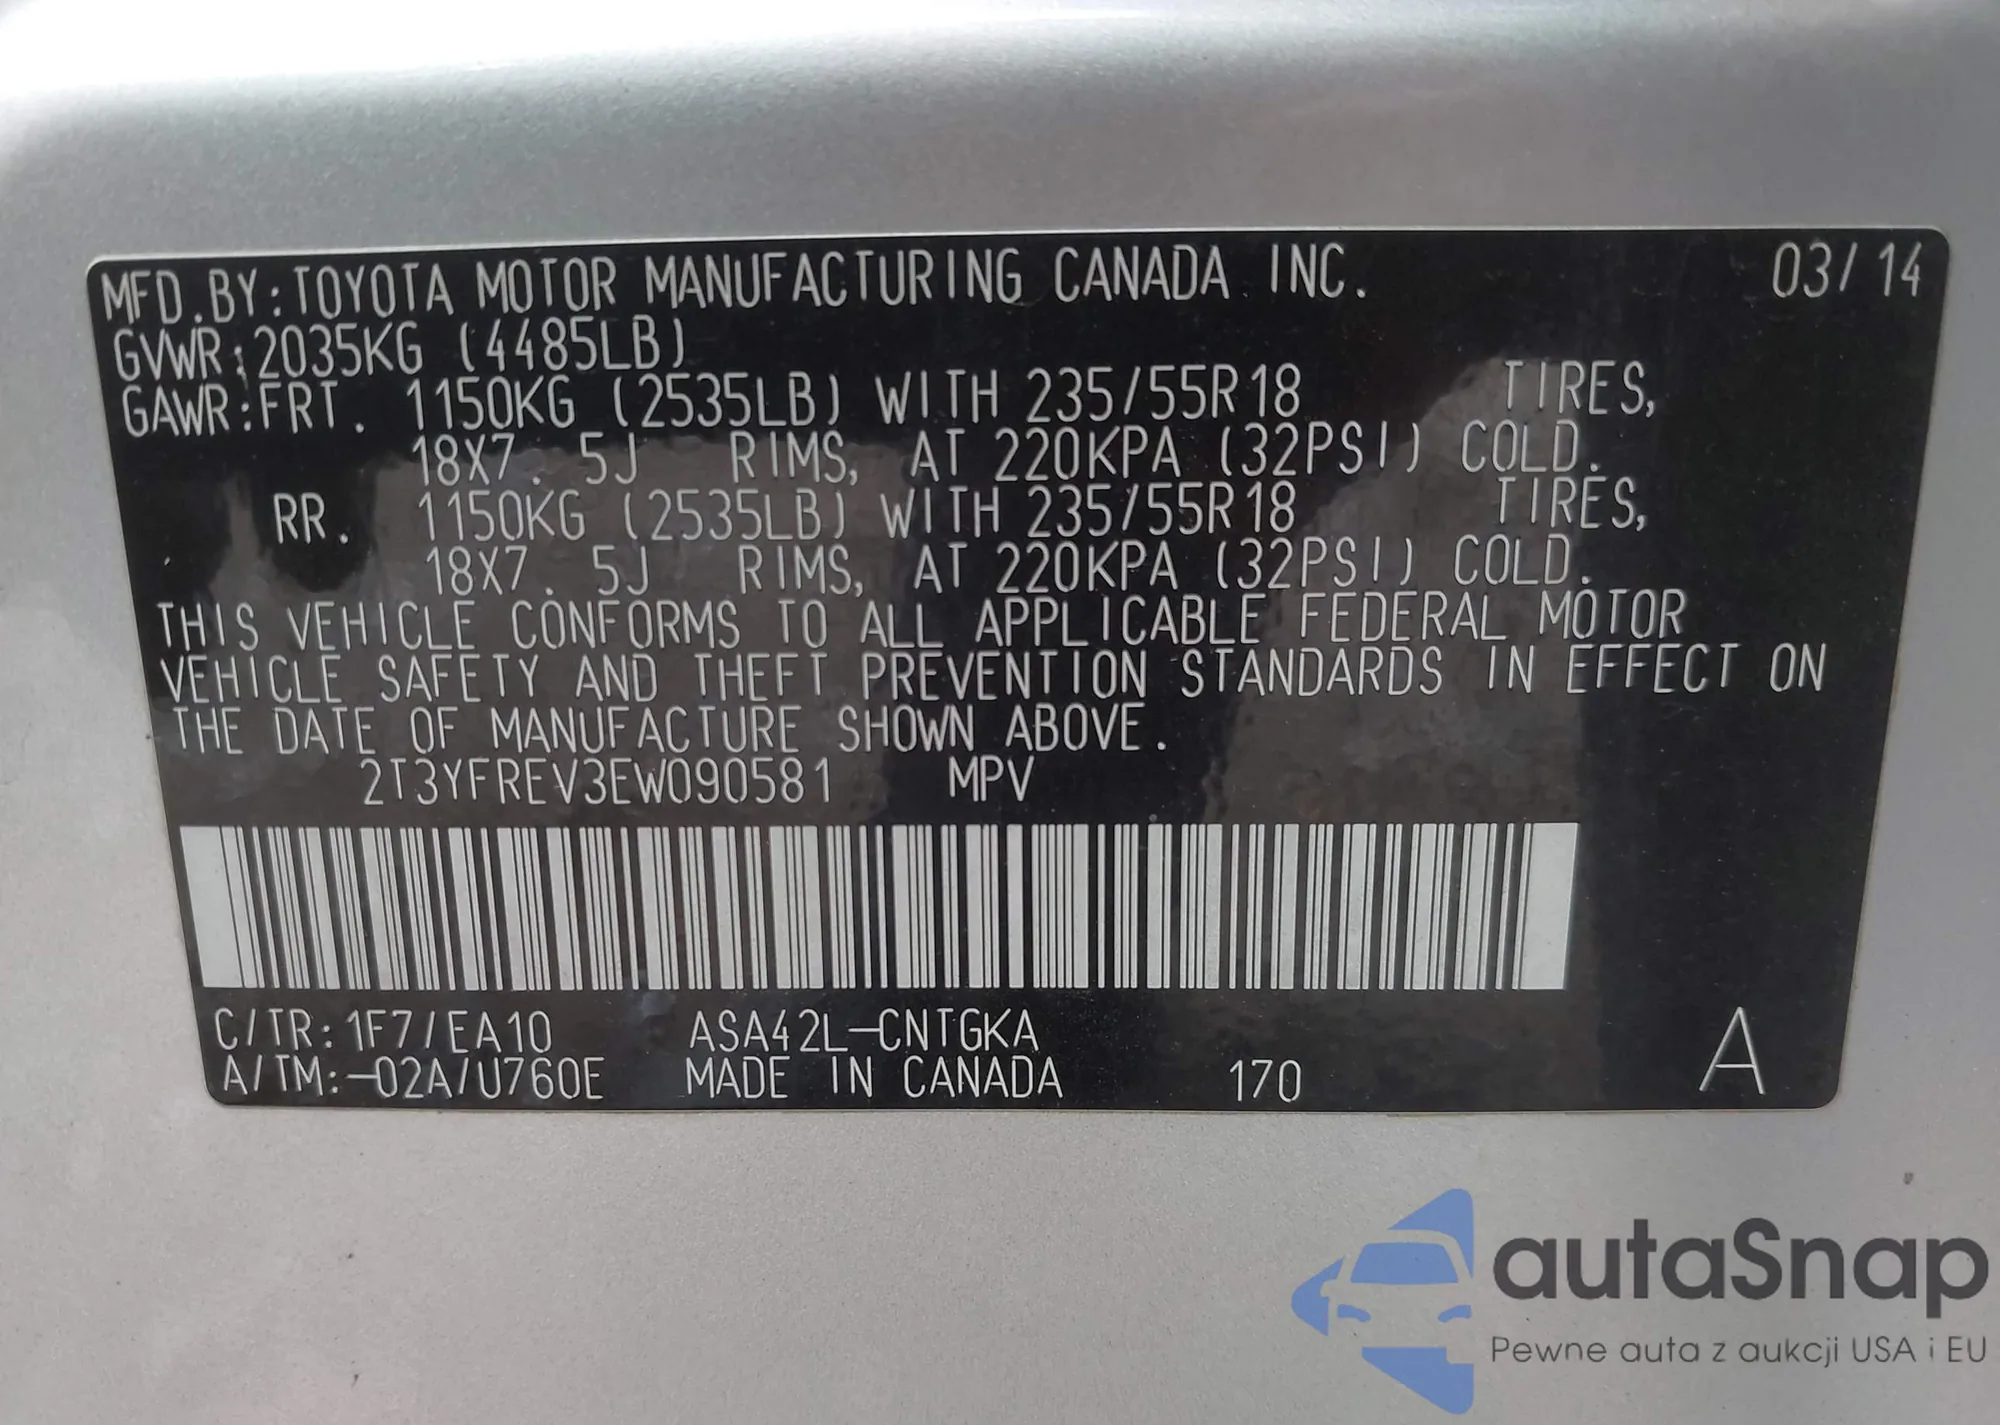 MFD.BY:TOYOTA MOTOR MANUFACTURING CANADA INC. 03/14
GVWR:2035KG (4485LB)
GAWR:FRT. 1150KG (2535LB) WITH 235/55R18 TIRES,
18X7.5J RIMS, AT 220KPA (32PSI) COLD.
RR. 1150KG (2535LB) WITH 235/55R18 TIRES,
18X7.5J RIMS, AT 220KPA (32PSI) COLD.
THIS VEHICLE CONFORMS TO ALL APPLICABLE FEDERAL MOTOR
VEHICLE SAFETY AND THEFT PREVENTION STANDARDS IN EFFECT ON
THE DATE OF MANUFACTURE SHOWN ABOVE.
2T3YFREV3EW090581 MPV
C/TR:1F7/EA10 ASA42L-CNTGKA
A/TM:-02A/U760E MADE IN CANADA 170 A
autaSnap
Pewne auta z aukcji USA i EU